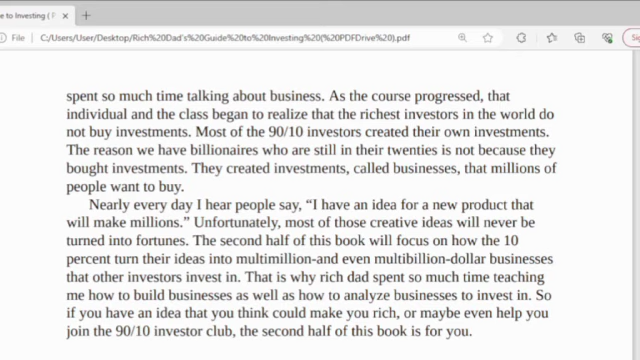 e to Investing ( P
File
C:/Users/User/Desktop/Rich%20Dad's%20Guide%20to%20Investing%20(%20PDFDrive%20).pdf
Sig
spent so much time talking about business. As the course progressed, that
individual and the class began to realize that the richest investors in the world do
not buy investments. Most of the 90/10 investors created their own investments.
The reason we have billionaires who are still in their twenties is not because they
bought investments. They created investments, called businesses, that millions of
people want to buy.
Nearly every day I hear people say, “I have an idea for a new product that
will make millions.” Unfortunately, most of those creative ideas will never be
turned into fortunes. The second half of this book will focus on how the 10
percent turn their ideas into multimillion-and even multibillion-dollar businesses
that other investors invest in. That is why rich dad spent so much time teaching
me how to build businesses as well as how to analyze businesses to invest in. So
if you have an idea that you think could make you rich, or maybe even help you
join the 90/10 investor club, the second half of this book is for you.